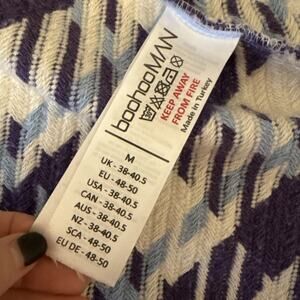 boohooMAN
KEEP AWAY
FROM FIRE
Made in Turkey
M
UK - 38-40.5
EU - 48-50
USA - 38-40.5
CAN - 38-40.5
AUS - 38-40.5
NZ - 38-40.5
SCA - 48-50
EU DE - 48-50